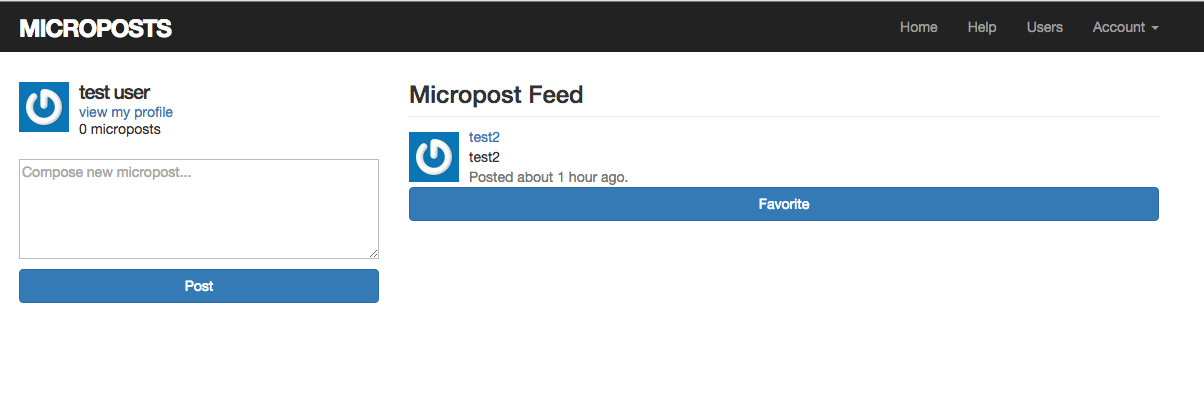 MICROPOSTS
Home Help Users Account
test user
view my profile
0 microposts
Compose new micropost...
Post
Micropost Feed
test2
test2
Posted about 1 hour ago.
Favorite